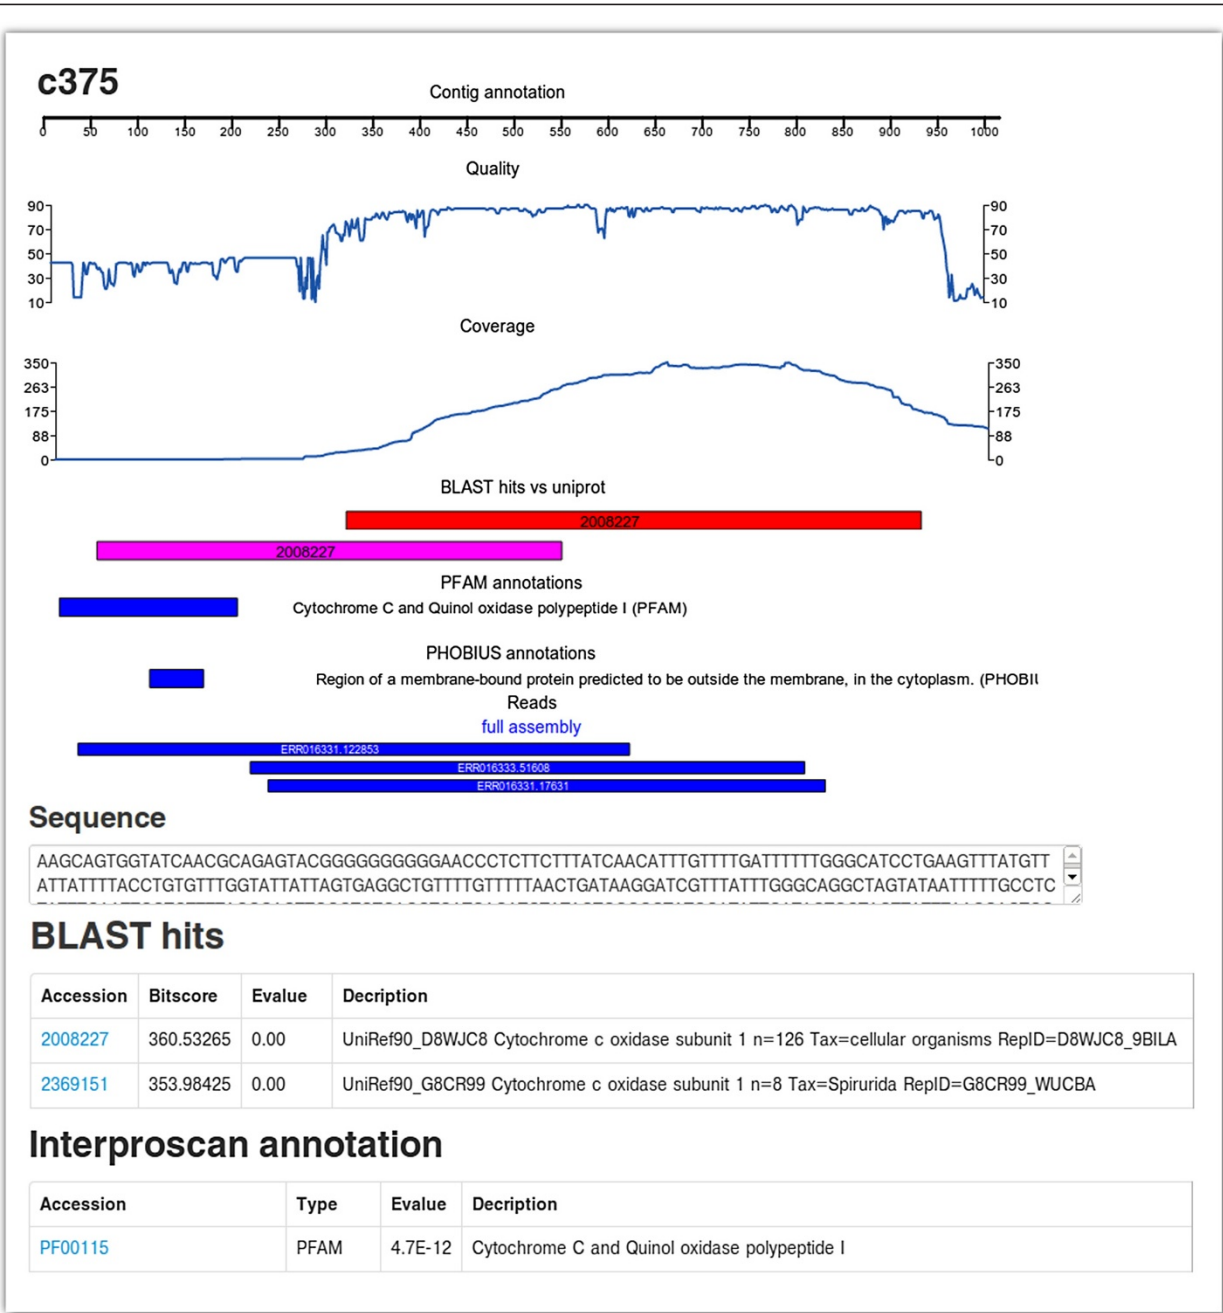 c375
Contig annotation
0 50 100 150 200 250 300 350 400 450 500 550 600 650 700 750 800 850 900 950 1000
Quality
90 90
70 70
50 50
30 30
10 10
Coverage
350 350
263 263
175 175
88 88
0 0
BLAST hits vs uniprot
2008227
2008227
PFAM annotations
Cytochrome C and Quinol oxidase polypeptide I (PFAM)
PHOBIUS annotations
Region of a membrane-bound protein predicted to be outside the membrane, in the cytoplasm. (PHOBIU
Reads
full assembly
ERR016331.122853
ERR016333.51608
ERR016331.17631
Sequence
AAGCAGTGGTATCAACGCAGAGTACGGGGGGGGGGAACCCTCTTCTTTATCAACATTTGTTTTGATTTTTTGGGCATCCTGAAGTTTATGTT
ATTATTTTACCTGTGTTTGGTATTATTAGTGAGGCTGTTTTGTTTTTAACTGATAAGGATCGTTTATTTGGGCAGGCTAGTATAATTTTTGCCTC
BLAST hits
Accession Bitscore Evalue Decription
2008227 360.53265 0.00 UniRef90_D8WJC8 Cytochrome c oxidase subunit 1 n=126 Tax=cellular organisms RepID=D8WJC8_9BILA
2369151 353.98425 0.00 UniRef90_G8CR99 Cytochrome c oxidase subunit 1 n=8 Tax=Spirurida RepID=G8CR99_WUCBA
Interproscan annotation
Accession Type Evalue Decription
PF00115 PFAM 4.7E-12 Cytochrome C and Quinol oxidase polypeptide I